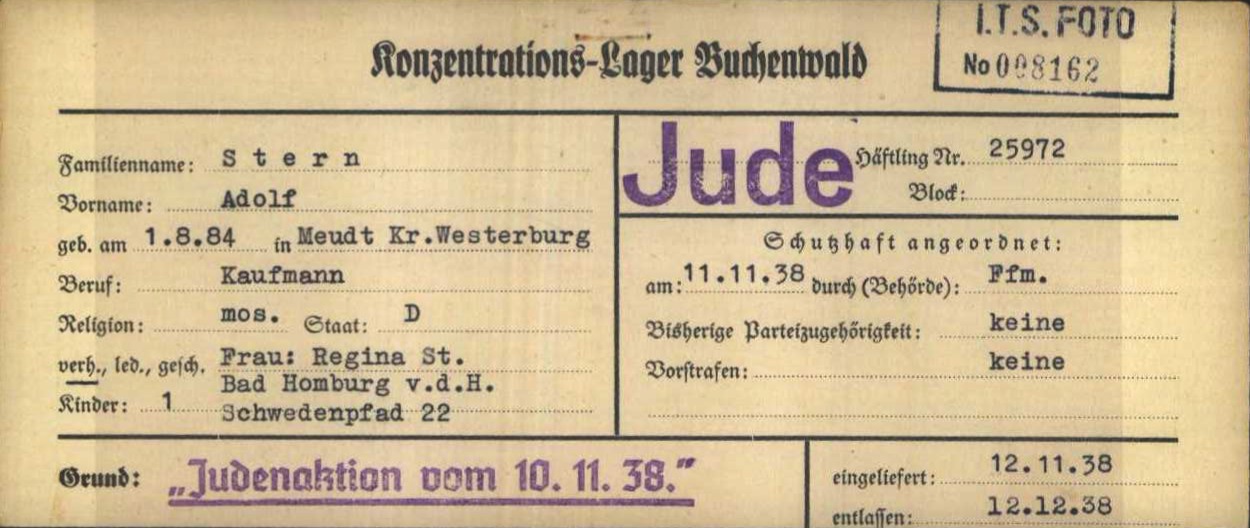 I.T.S. FOTO
No 008162
Konzentrations-Lager Buchenwald
Familienname: Stern
Vorname: Adolf
geb. am 1.8.84 in Meudt Kr.Westerburg
Beruf: Kaufmann
Religion: mos. Staat: D
verh., led., gesch. Frau: Regina St.
Bad Homburg v.d.H.
Kinder: 1 Schwedenpfad 22
Jude
Häftling Nr. 25972
Block:
Schutzhaft angeordnet:
am: 11.11.38 durch (Behörde): Ffm.
Bisherige Parteizugehörigkeit: keine
Vorstrafen: keine
Grund: „Judenaktion vom 10. 11. 38.”
eingeliefert: 12.11.38
entlassen: 12.12.38